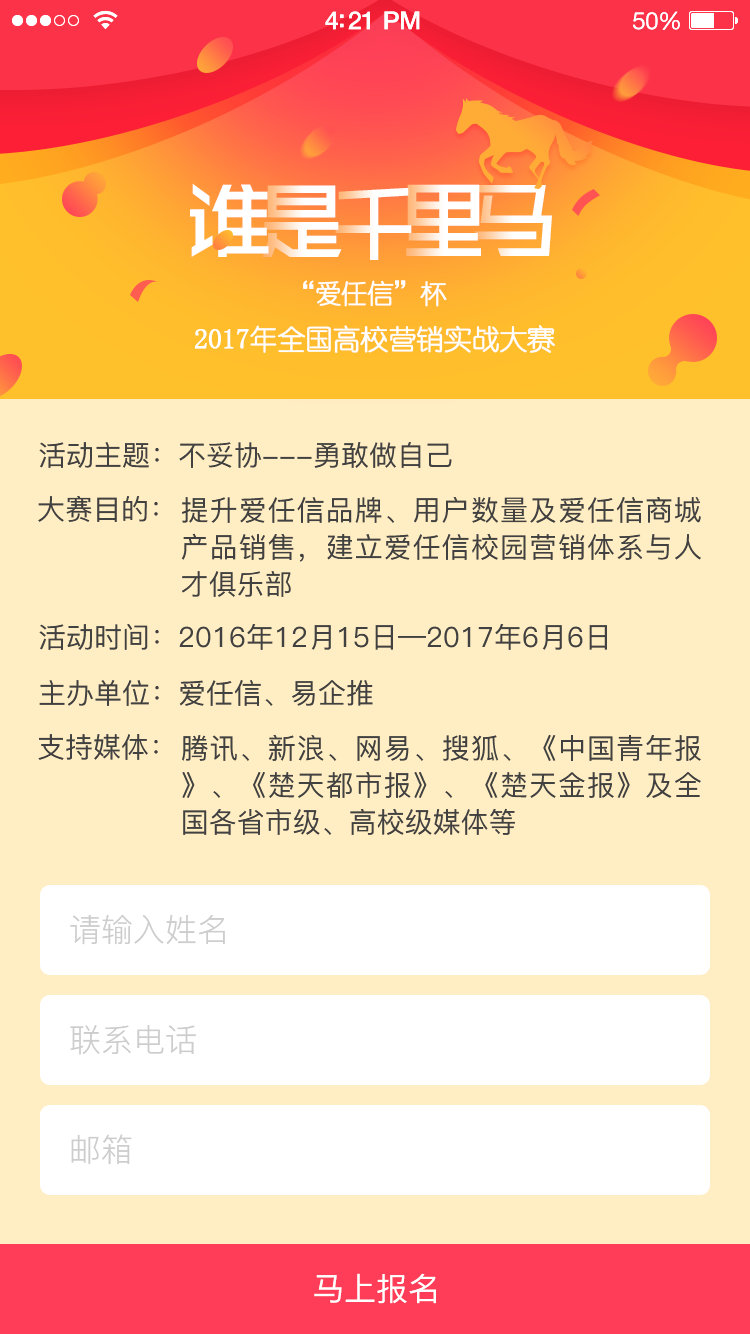 4:21 PM
50%
谁是千里马
“爱任信”杯
2017年全国高校营销实战大赛
活动主题：不妥协---勇敢做自己
大赛目的：提升爱任信品牌、用户数量及爱任信商城
产品销售，建立爱任信校园营销体系与人
才俱乐部
活动时间：2016年12月15日—2017年6月6日
主办单位：爱任信、易企推
支持媒体：腾讯、新浪、网易、搜狐、《中国青年报
》、《楚天都市报》、《楚天金报》及全
国各省市级、高校级媒体等
请输入姓名
联系电话
邮箱
马上报名